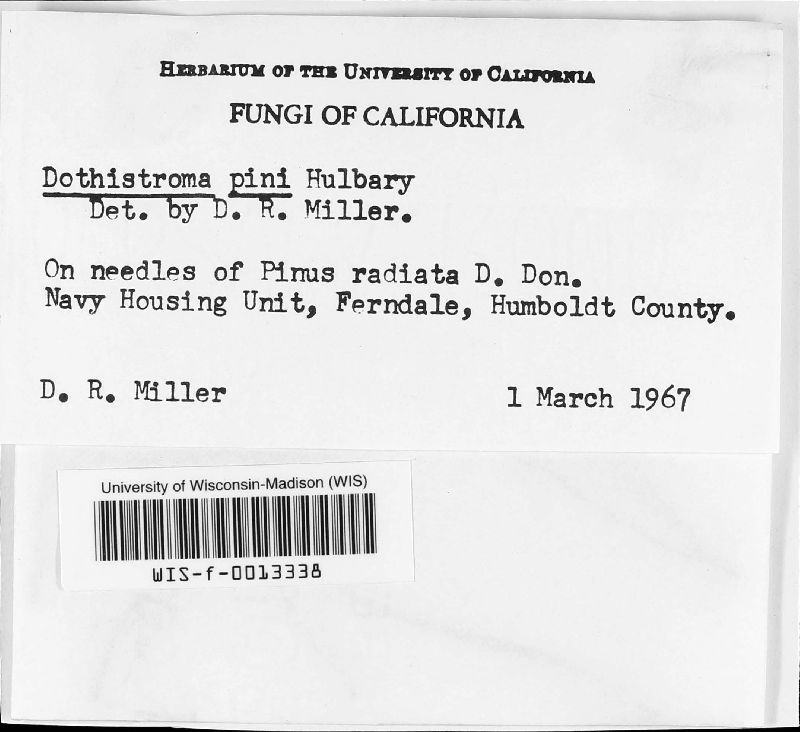 HERBARIUM OF THE UNIVERSITY OF CALIFORNIA
FUNGI OF CALIFORNIA
Dothistroma pini Hulbary
Det. by D. R. Miller.
On needles of Pinus radiata D. Don.
Navy Housing Unit, Ferndale, Humboldt County.
D. R. Miller
1 March 1967
University of Wisconsin-Madison (WIS)
WIS-f-0013338